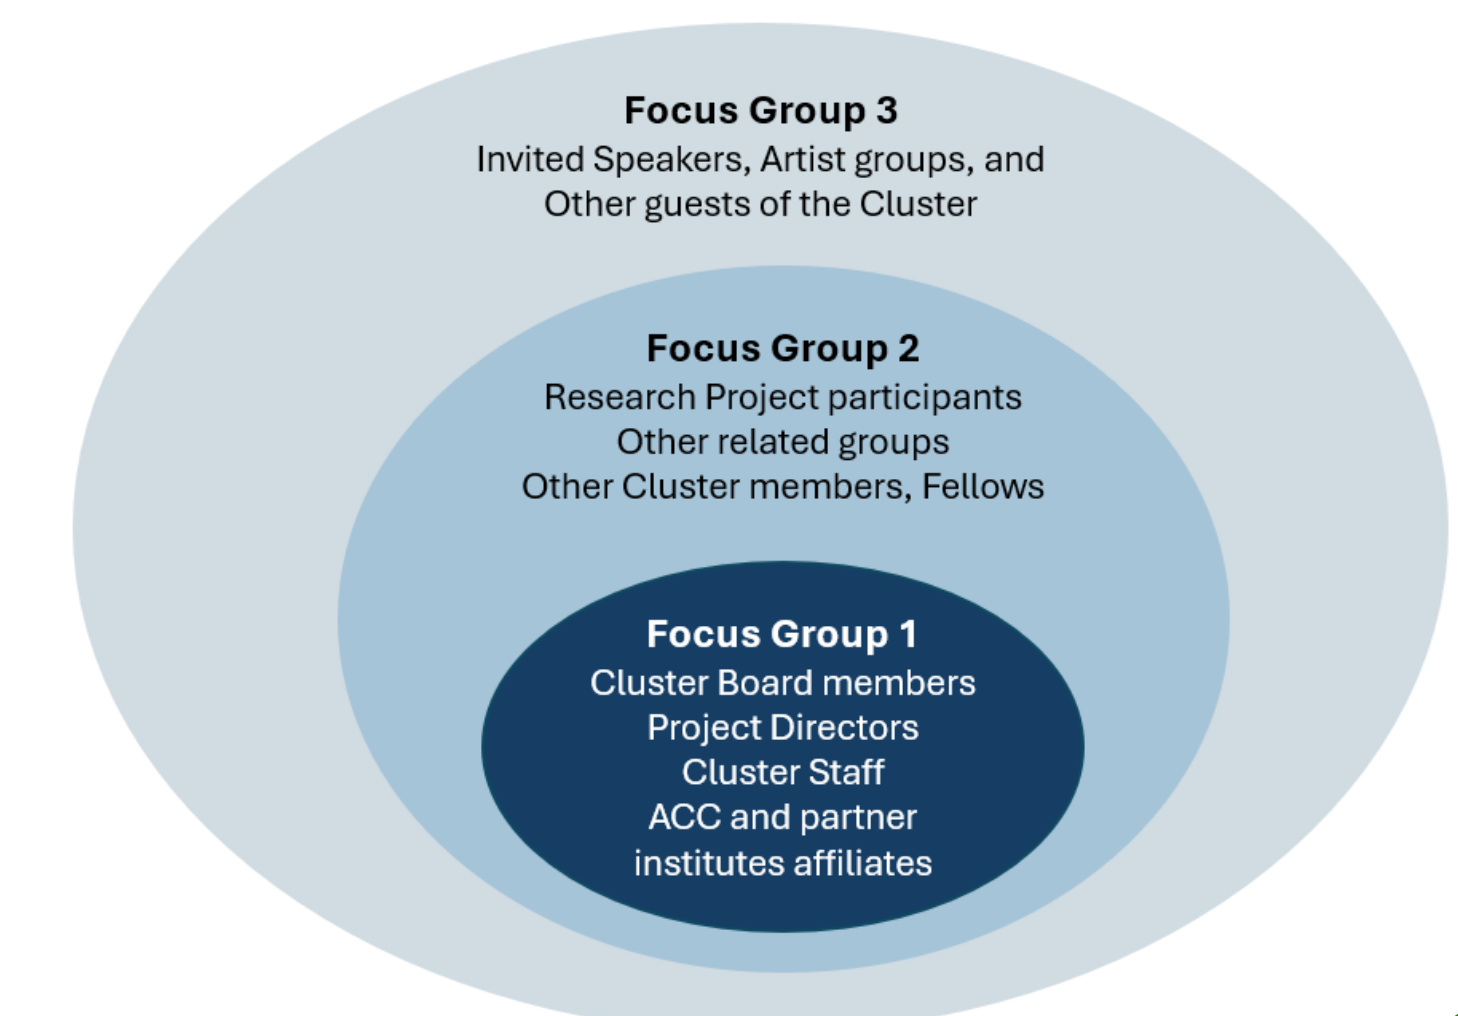 Focus Group 3
Invited Speakers, Artist groups, and
Other guests of the Cluster
Focus Group 2
Research Project participants
Other related groups
Other Cluster members, Fellows
Focus Group 1
Cluster Board members
Project Directors
Cluster Staff
ACC and partner
institutes affiliates